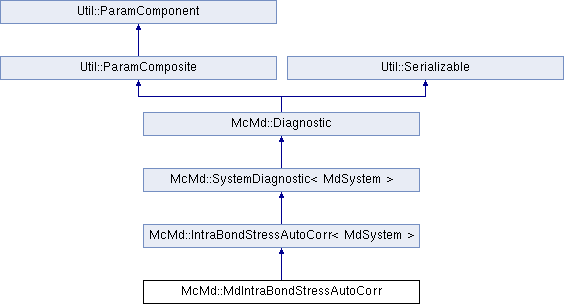 Util::ParamComponent
Util::ParamComposite
Util::Serializable
McMd::Diagnostic
McMd::SystemDiagnostic< MdSystem >
McMd::IntraBondStressAutoCorr< MdSystem >
McMd::MdIntraBondStressAutoCorr